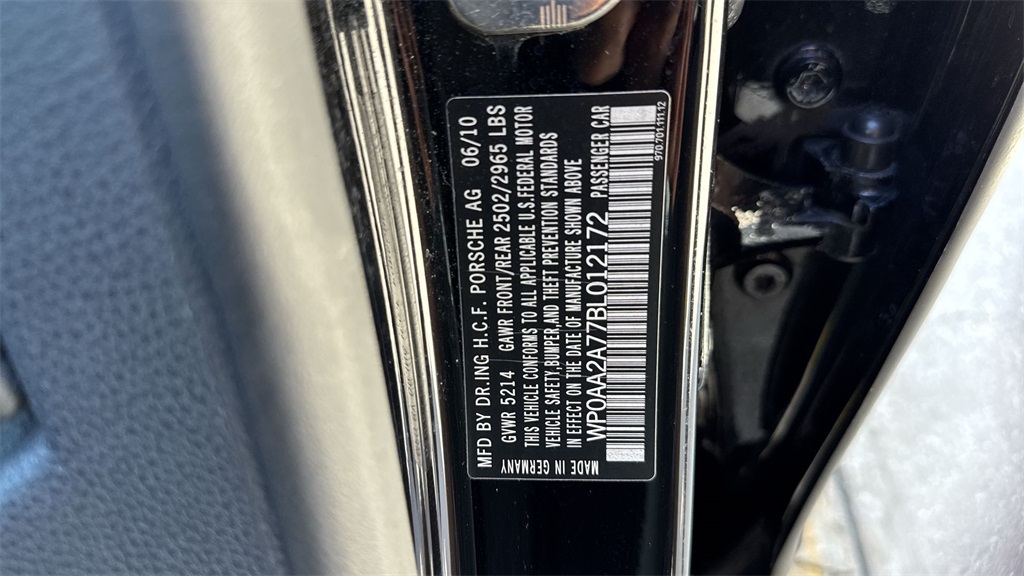 MFD BY DR.ING H.C.F. PORSCHE AG 06/10
GVWR 5214 GAWR FRONT/REAR 2502/2965 LBS
THIS VEHICLE CONFORMS TO ALL APPLICABLE U.S.FEDERAL MOTOR
VEHICLE SAFETY,BUMPER,AND THEFT PREVENTION STANDARDS
IN EFFECT ON THE DATE OF MANUFACTURE SHOWN ABOVE
WP0AA2A77BL012172 PASSENGER CAR
MADE IN GERMANY
970.701.111.12